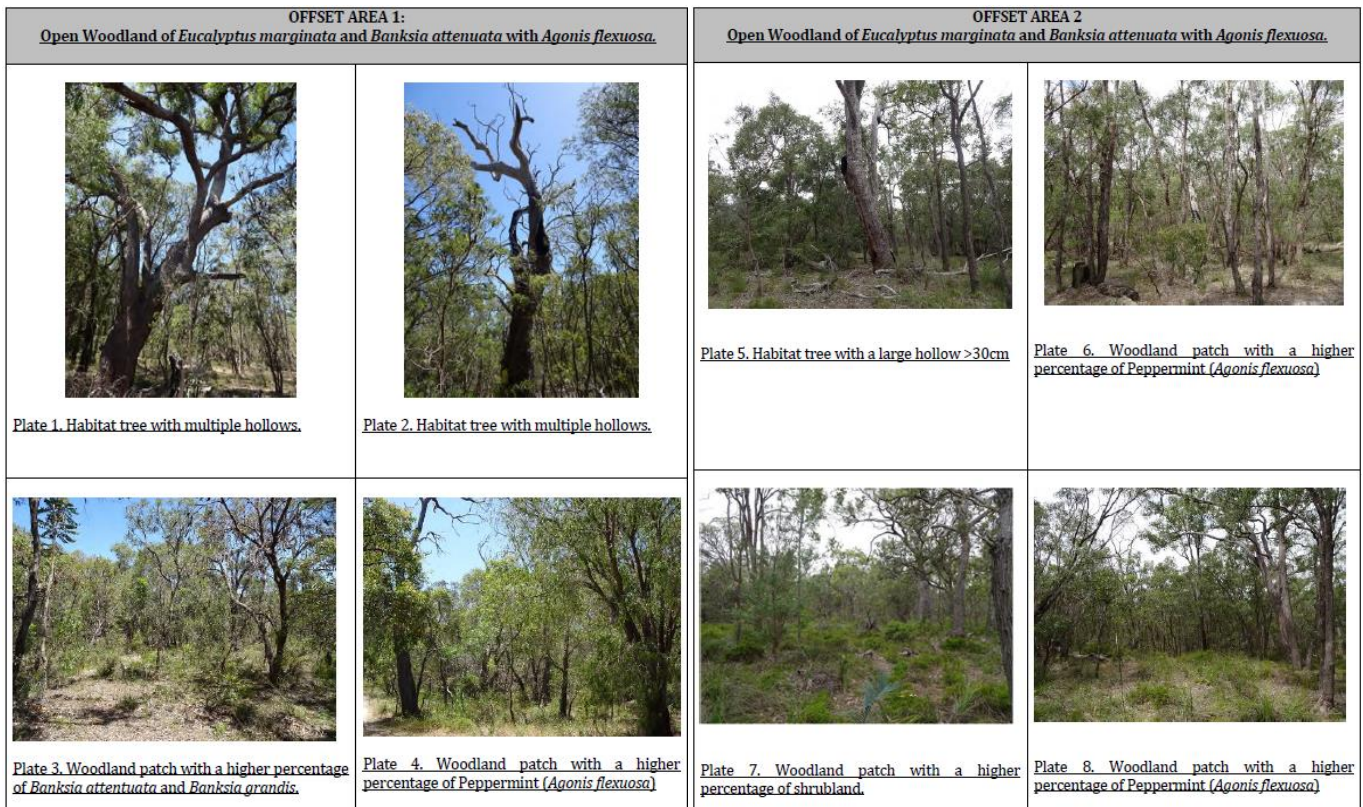 OFFSET AREA 1:
Open Woodland of Eucalyptus marginata and Banksia attenuata with Agonis flexuosa.
Plate 1. Habitat tree with multiple hollows.
Plate 2. Habitat tree with multiple hollows.
Plate 3. Woodland patch with a higher percentage
of Banksia attentuata and Banksia grandis.
Plate 4. Woodland patch with a higher
percentage of Peppermint (Agonis flexuosa)
OFFSET AREA 2
Open Woodland of Eucalyptus marginata and Banksia attenuata with Agonis flexuosa.
Plate 5. Habitat tree with a large hollow >30cm
Plate 6. Woodland patch with a higher
percentage of Peppermint (Agonis flexuosa)
Plate 7. Woodland patch with a higher
percentage of shrubland.
Plate 8. Woodland patch with a higher
percentage of Peppermint (Agonis flexuosa)